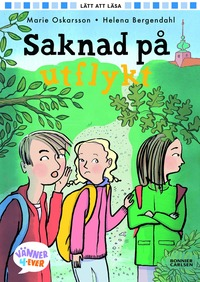 LÄTT ATT LÄSA
Marie Oskarsson • Helena Bergendahl
Saknad på
utflykt
VÄNNER
4-EVER
BONNIER
CARLSEN